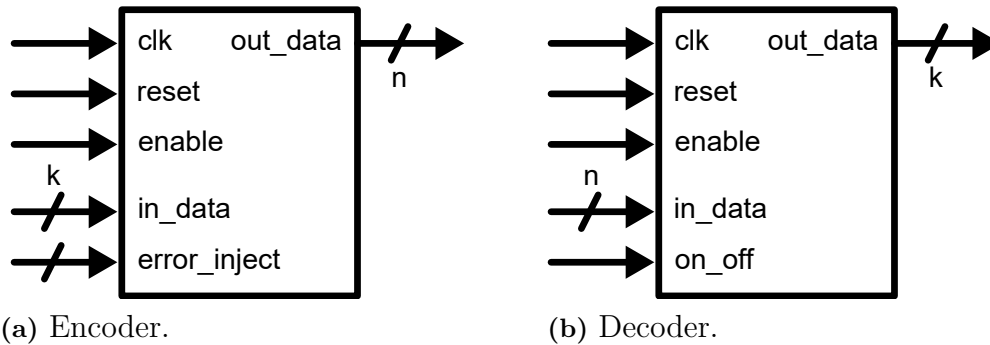 clk out_data
n
reset
enable
k
in_data
error_inject
(a) Encoder.
clk out_data
k
reset
enable
n
in_data
on_off
(b) Decoder.